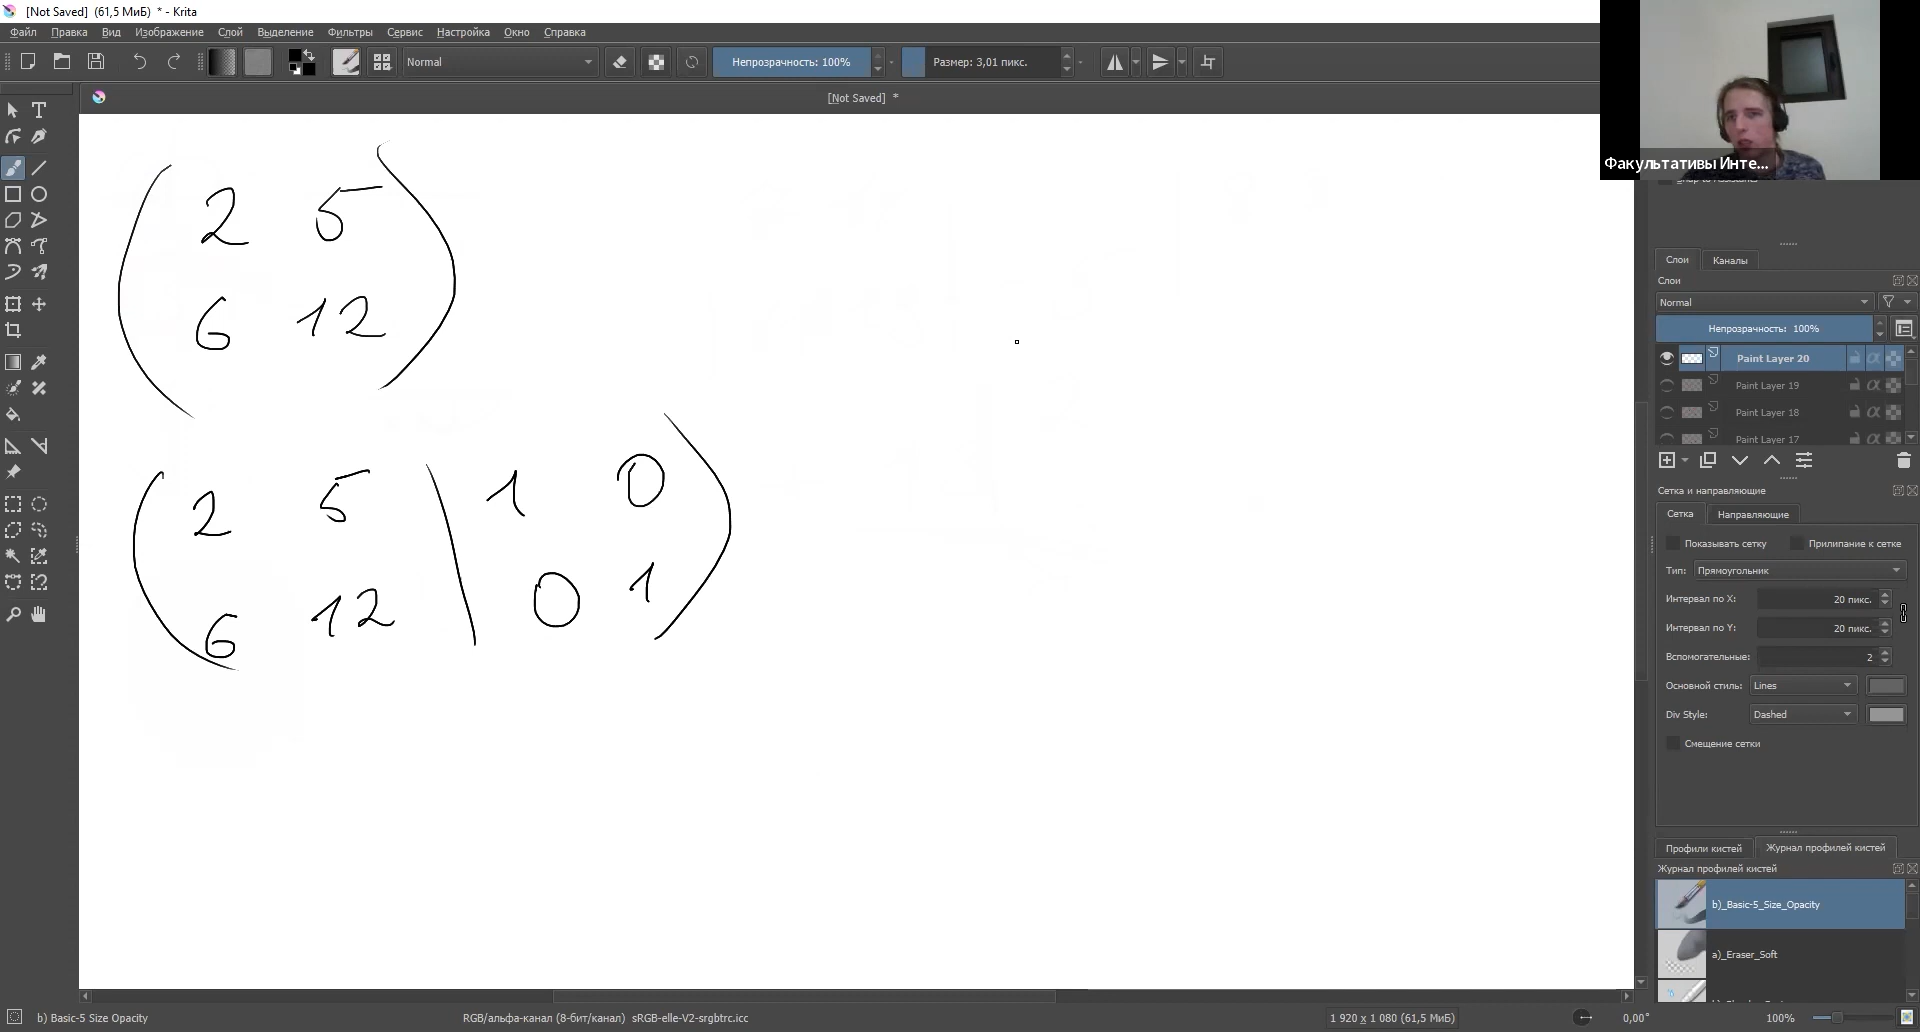 [Not Saved] (61,5 МиБ) * - Krita
Файл Правка Вид Изображение Слой Выделение Фильтры Сервис Настройка Окно Справка
Normal Непрозрачность: 100% Размер: 3,01 пикс.
[Not Saved] *
Факультативы Инте...
2 5
6 12
2 5 | 1 0
6 12 | 0 1
Слои Каналы
Слои
Normal
Непрозрачность: 100%
Paint Layer 20
Paint Layer 19
Paint Layer 18
Paint Layer 17
Сетка и направляющие
Сетка Направляющие
Показывать сетку Прилипание к сетке
Тип: Прямоугольник
Интервал по X: 20 пикс.
Интервал по Y: 20 пикс.
Вспомогательные: 2
Основной стиль: Lines
Div Style: Dashed
Смещение сетки
Профили кистей Журнал профилей кистей
Журнал профилей кистей
b)_Basic-5_Size_Opacity
a)_Eraser_Soft
b) Basic-5 Size Opacity RGB/альфа-канал (8-бит/канал) sRGB-elle-V2-srgbtrc.icc 1 920 x 1 080 (61,5 МиБ) 0,00° 100%